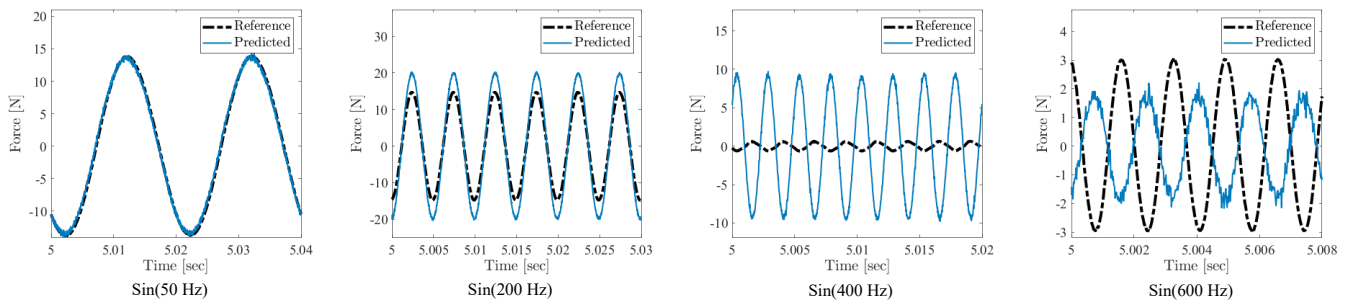 20
15
10
5
0
-5
-10
Force [N]
Reference
Predicted
5
5.01
5.02
5.03
5.04
Time [sec]
Sin(50 Hz)
30
20
10
0
-10
-20
Force [N]
Reference
Predicted
5
5.005
5.01
5.015
5.02
5.025
5.03
Time [sec]
Sin(200 Hz)
15
10
5
0
-5
-10
Force [N]
Reference
Predicted
5
5.005
5.01
5.015
5.02
Time [sec]
Sin(400 Hz)
4
3
2
1
0
-1
-2
-3
Force [N]
Reference
Predicted
5
5.002
5.004
5.006
5.008
Time [sec]
Sin(600 Hz)